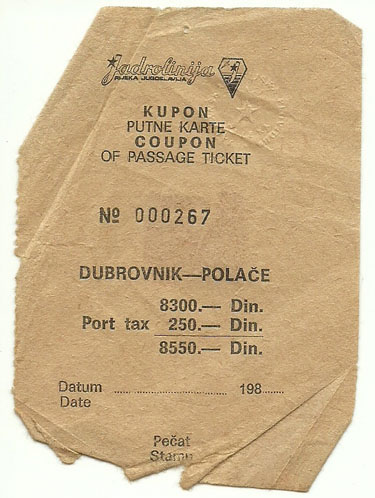 Jadrolinija
RIJEKA JUGOSLAVIJA
KUPON
PUTNE KARTE
COUPON
OF PASSAGE TICKET
№ 000267
DUBROVNIK—POLAČE
8300.— Din.
Port tax 250.— Din.
8550.— Din.
Datum ........................ 198......
Date
Pečat
Stamp